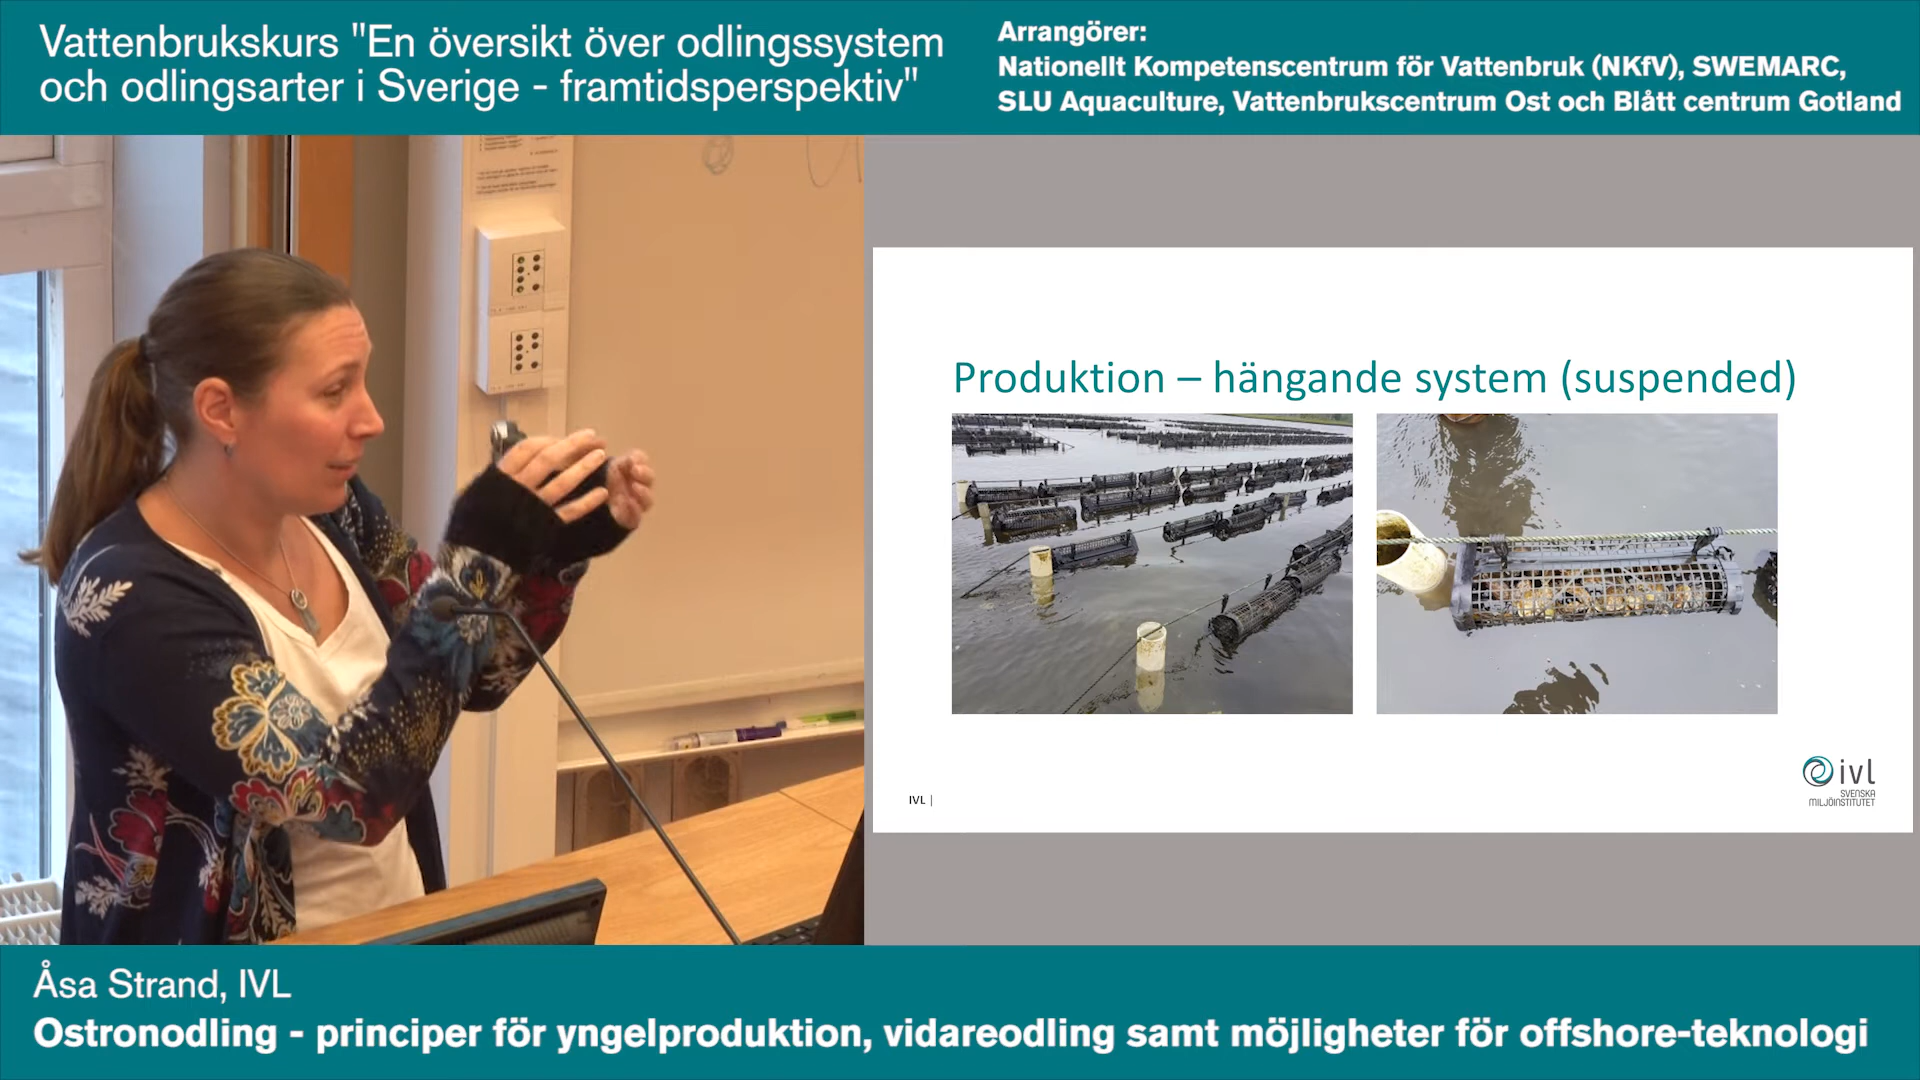 Vattenbrukskurs "En översikt över odlingssystem
och odlingsarter i Sverige - framtidsperspektiv"
Arrangörer:
Nationellt Kompetenscentrum för Vattenbruk (NKfV), SWEMARC,
SLU Aquaculture, Vattenbrukscentrum Ost och Blått centrum Gotland
Produktion – hängande system (suspended)
IVL |
ivl
SVENSKA
MILJÖINSTITUTET
Åsa Strand, IVL
Ostronodling - principer för yngelproduktion, vidareodling samt möjligheter för offshore-teknologi